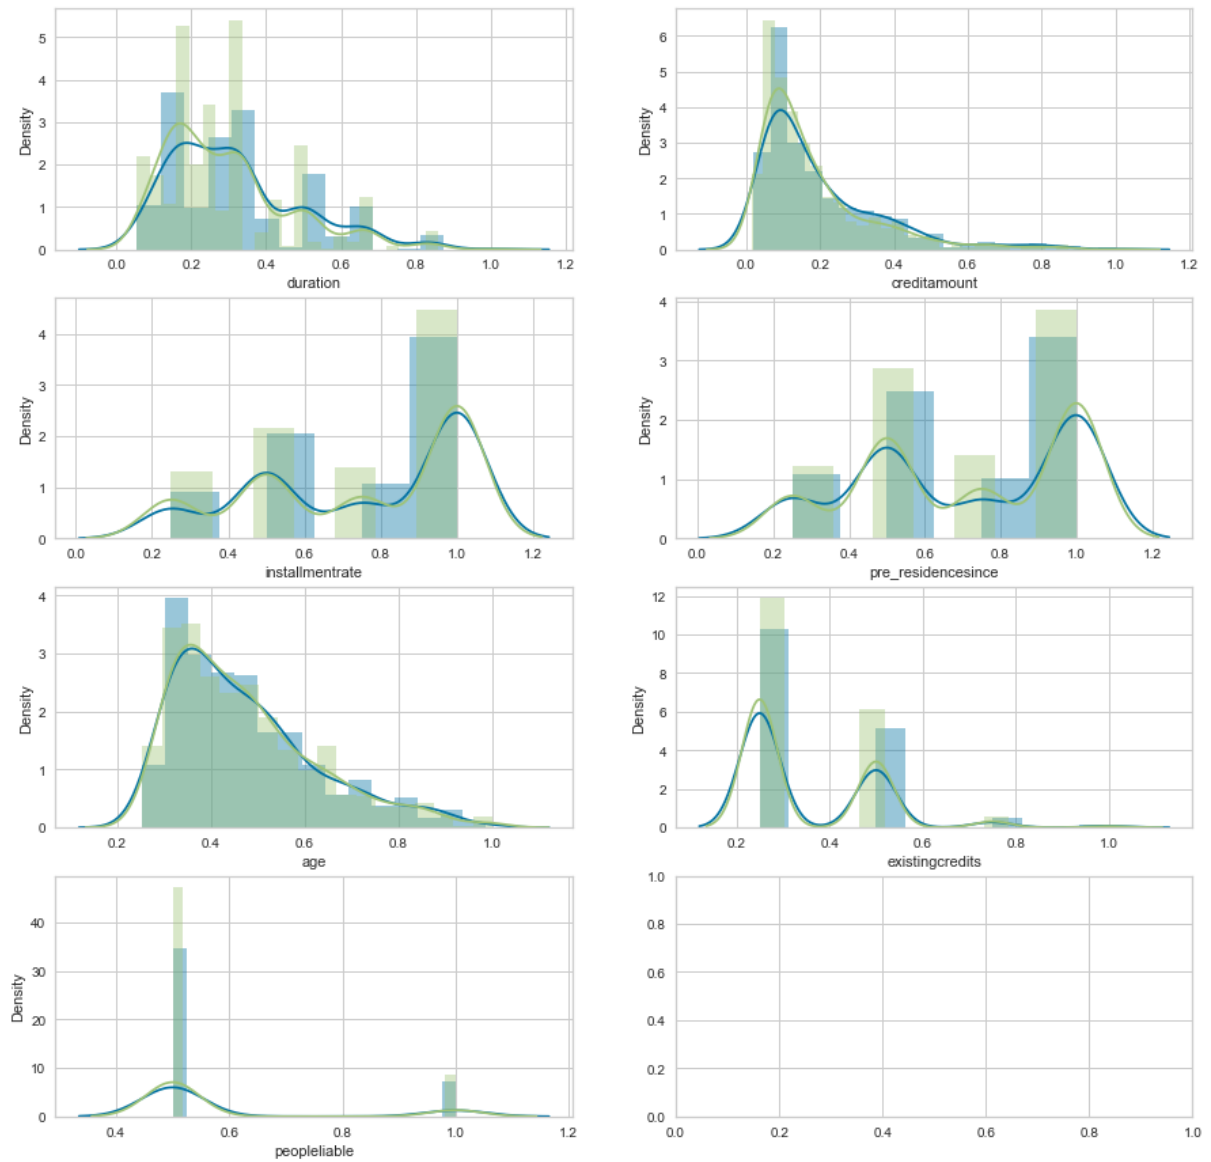 5
4
3
2
1
0
Density
0.0 0.2 0.4 0.6 0.8 1.0 1.2
duration
6
5
4
3
2
1
0
Density
0.0 0.2 0.4 0.6 0.8 1.0 1.2
creditamount
4
3
2
1
0
Density
0.0 0.2 0.4 0.6 0.8 1.0 1.2
installmentrate
4
3
2
1
0
Density
0.0 0.2 0.4 0.6 0.8 1.0 1.2
pre_residencesince
4
3
2
1
0
Density
0.2 0.4 0.6 0.8 1.0
age
12
10
8
6
4
2
0
Density
0.2 0.4 0.6 0.8 1.0
existingcredits
40
30
20
10
0
Density
0.4 0.6 0.8 1.0 1.2
peopleliable
1.0
0.8
0.6
0.4
0.2
0.0
0.0 0.2 0.4 0.6 0.8 1.0